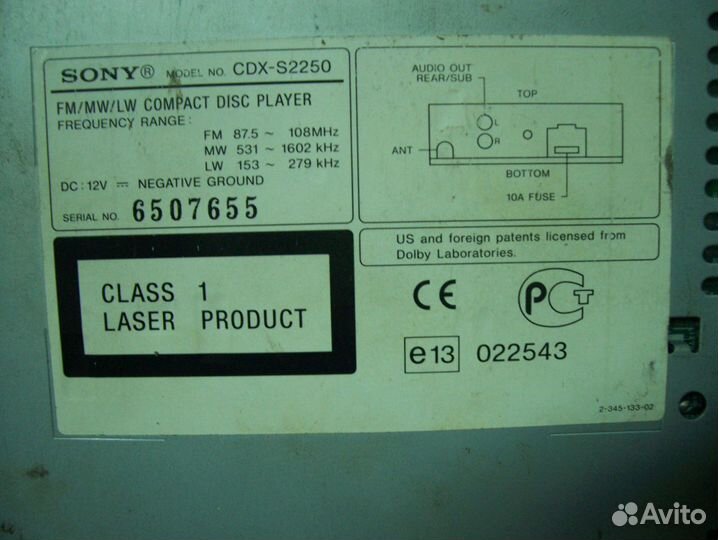 SONY® MODEL NO. CDX-S2250
FM/MW/LW COMPACT DISC PLAYER
FREQUENCY RANGE:
FM 87.5 ~ 108MHz
MW 531 ~ 1602 kHz
LW 153 ~ 279 kHz
DC:12V ⎓ NEGATIVE GROUND
SERIAL NO. 6507655
AUDIO OUT
REAR/SUB
TOP
L
R
ANT
BOTTOM
10A FUSE
US and foreign patents licensed from
Dolby Laboratories.
CLASS 1
LASER PRODUCT
CE PCT
e13 022543
2-345-133-02
Avito